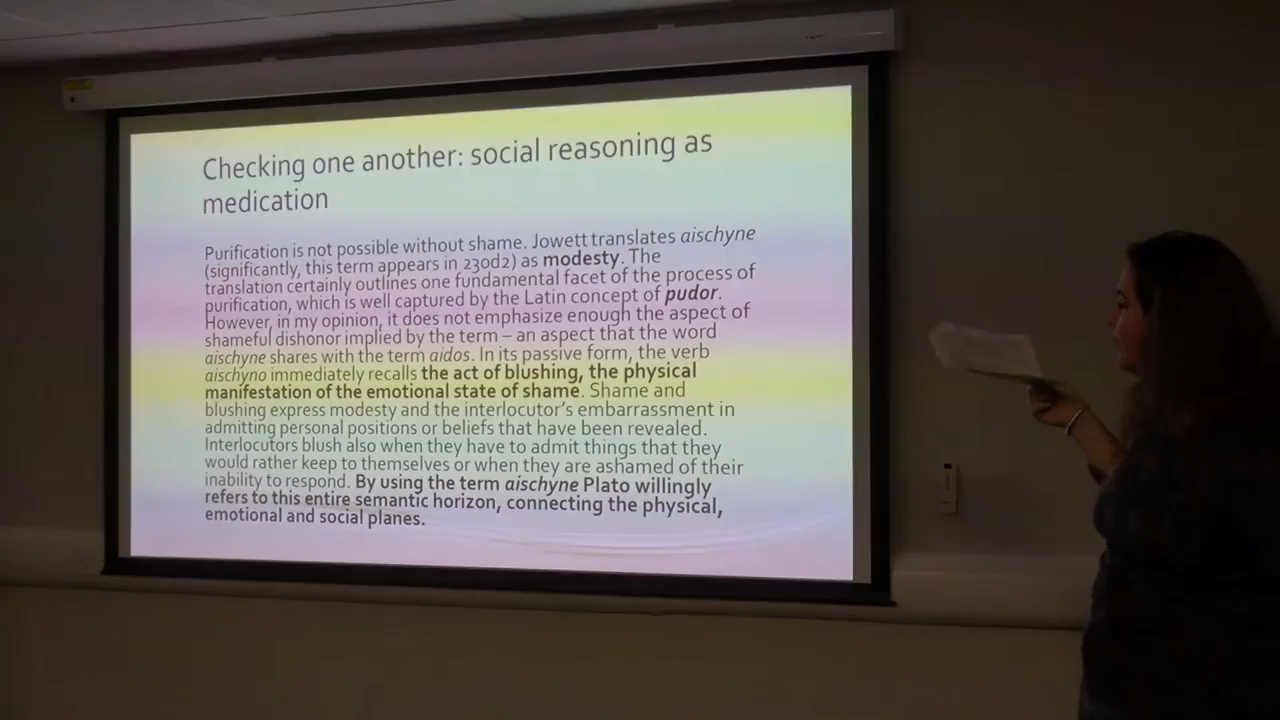 Checking one another: social reasoning as
medication
Purification is not possible without shame. Jowett translates aischyne
(significantly, this term appears in 230d2) as modesty. The
translation certainly outlines one fundamental facet of the process of
purification, which is well captured by the Latin concept of pudor.
However, in my opinion, it does not emphasize enough the aspect of
shameful dishonor implied by the term – an aspect that the word
aischyne shares with the term aidos. In its passive form, the verb
aischyno immediately recalls the act of blushing, the physical
manifestation of the emotional state of shame. Shame and
blushing express modesty and the interlocutor's embarrassment in
admitting personal positions or beliefs that have been revealed.
Interlocutors blush also when they have to admit things that they
would rather keep to themselves or when they are ashamed of their
inability to respond. By using the term aischyne Plato willingly
refers to this entire semantic horizon, connecting the physical,
emotional and social planes.